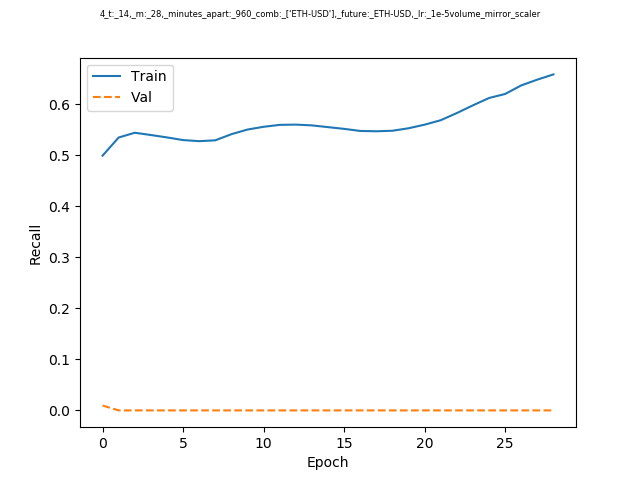 4_t:_14,_m:_28,_minutes_apart:_960_comb:_['ETH-USD'],_future:_ETH-USD,_lr:_1e-5volume_mirror_scaler
Train
Val
0.6
0.5
0.4
0.3
0.2
0.1
0.0
Recall
0 5 10 15 20 25
Epoch